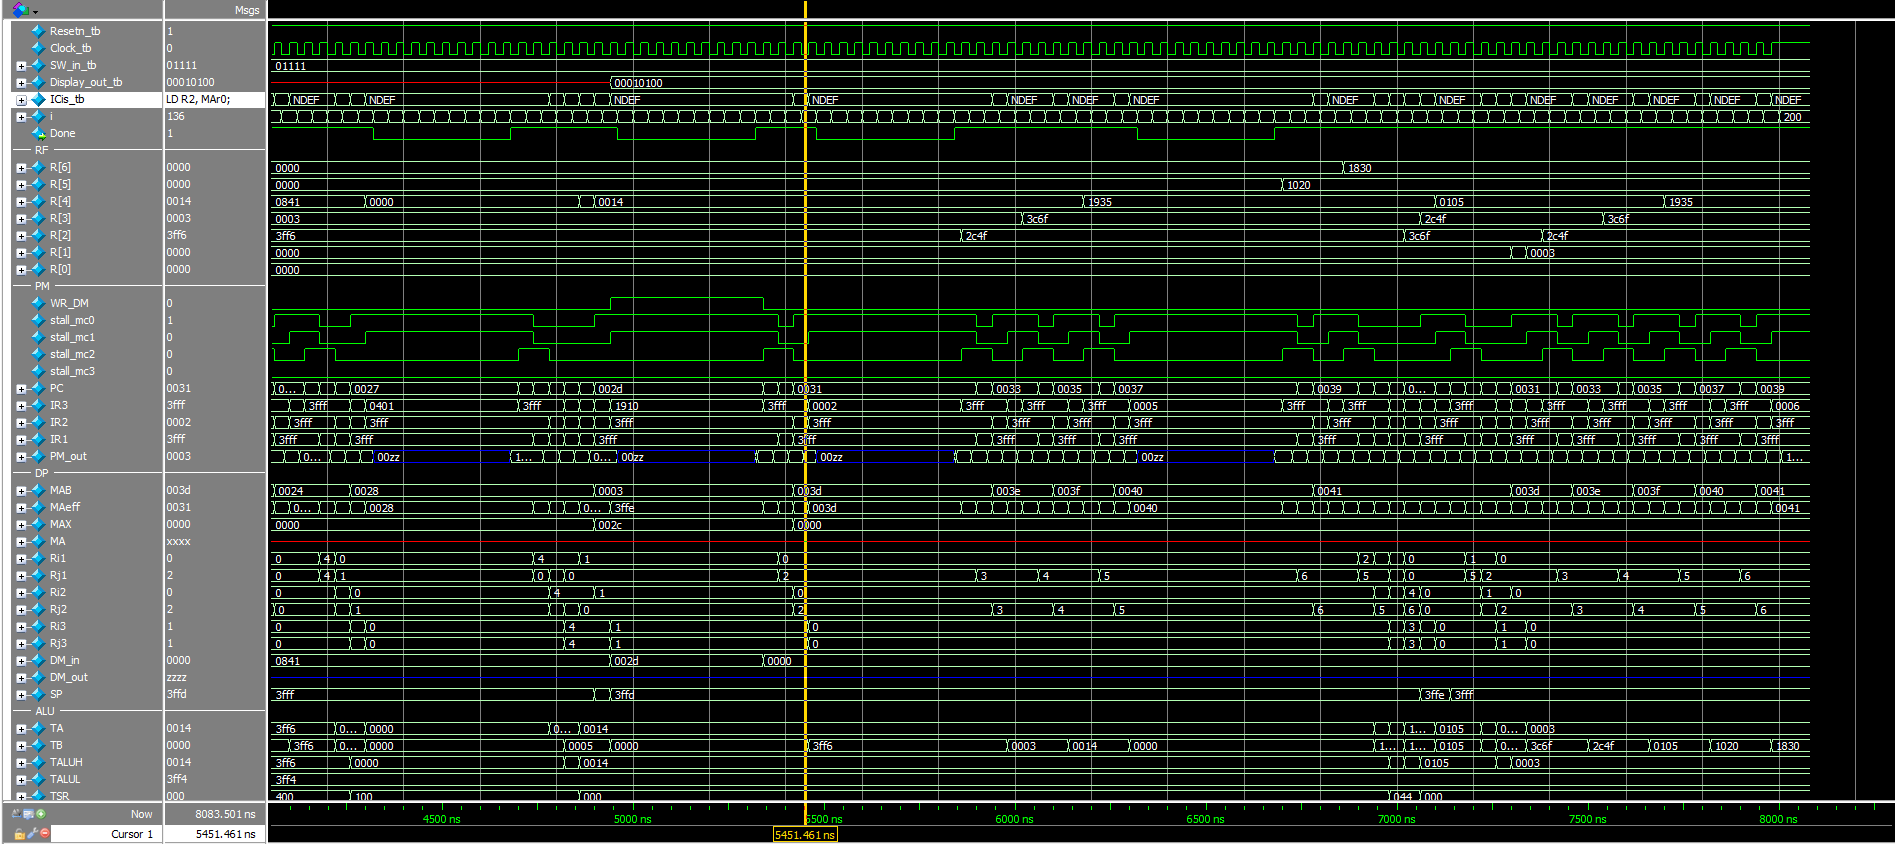 Msgs
Resetn_tb 1
Clock_tb 0
SW_in_tb 01111 01111
Display_out_tb 00010100 00010100
ICis_tb LD R2, MAr0; NDEF NDEF NDEF NDEF NDEF NDEF NDEF NDEF NDEF NDEF NDEF NDEF NDEF NDEF NDEF NDEF
i 136 200
Done 1
RF
R[6] 0000 0000 1830
R[5] 0000 0000 1020
R[4] 0014 0841 0000 0014 1935 0105 1935
R[3] 0003 0003 3c6f 2c4f 3c6f
R[2] 3ff6 3ff6 2c4f 3c6f 2c4f
R[1] 0000 0000 0003
R[0] 0000 0000
PM
WR_DM 0
stall_mc0 1
stall_mc1 0
stall_mc2 0
stall_mc3 0
PC 0031 0... 0027 002d 0031 0033 0035 0037 0039 0... 0031 0033 0035 0037 0039
IR3 3fff 3fff 0401 3fff 1910 3fff 0002 3fff 3fff 3fff 0005 3fff 3fff 3fff 3fff 3fff 3fff 3fff 3fff 0006
IR2 0002 3fff 3fff 3fff 3fff 3fff 3fff 3fff 3fff 3fff 3fff 3fff 3fff 3fff 3fff 3fff
IR1 3fff 3fff 3fff 3fff 3fff 3fff 3fff 3fff 3fff 3fff 3fff 3fff 3fff 3fff 3fff 3fff
PM_out 0003 0... 00zz 1... 0... 00zz 00zz 00zz 1...
DP
MAB 003d 0024 0028 0003 003d 003e 003f 0040 0041 003d 003e 003f 0040 0041
MAeff 0031 0... 0028 0... 3ffe 003d 0040 0041
MAX 0000 0000 002c 0000
MA xxxx
Ri1 0 0 4 0 4 1 0 2 0 1 0
Rj1 2 0 4 1 0 0 2 3 4 5 6 5 0 5 2 3 4 5 6
Ri2 0 0 0 4 1 0 4 0 1 0
Rj2 2 0 1 0 2 3 4 5 6 5 6 0 2 3 4 5 6
Ri3 1 0 0 4 1 0 3 0 1 0
Rj3 1 0 0 4 1 0 3 0 1 0
DM_in 0000 0841 002d 0000
DM_out zzzz
SP 3ffd 3fff 3ffd 3ffe 3fff
ALU
TA 0014 3ff6 0... 0000 0... 0014 1... 0105 0... 0003
TB 0000 3ff6 0... 0000 0005 0000 3ff6 0003 0014 0000 1... 1... 0105 0... 3c6f 2c4f 0105 1020 1830
TALUH 0014 3ff6 0000 0014 0105 0003
TALUL 3ff4 3ff4
TSR 000 400 100 000 044 000
Now 8083.501 ns 4500 ns 5000 ns 5500 ns 6000 ns 6500 ns 7000 ns 7500 ns 8000 ns
Cursor 1 5451.461 ns 5451.461 ns